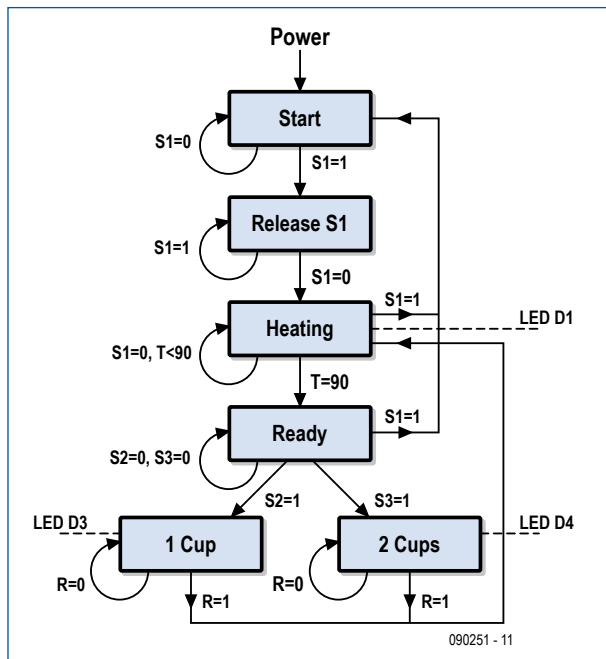 Power
Start
S1=0
S1=1
Release S1
S1=1
S1=0
S1=1
LED D1
Heating
S1=0, T<90
T=90
S1=1
Ready
S2=0, S3=0
S2=1
S3=1
LED D3
LED D4
1 Cup
2 Cups
R=0
R=1
R=0
R=1
090251 - 11